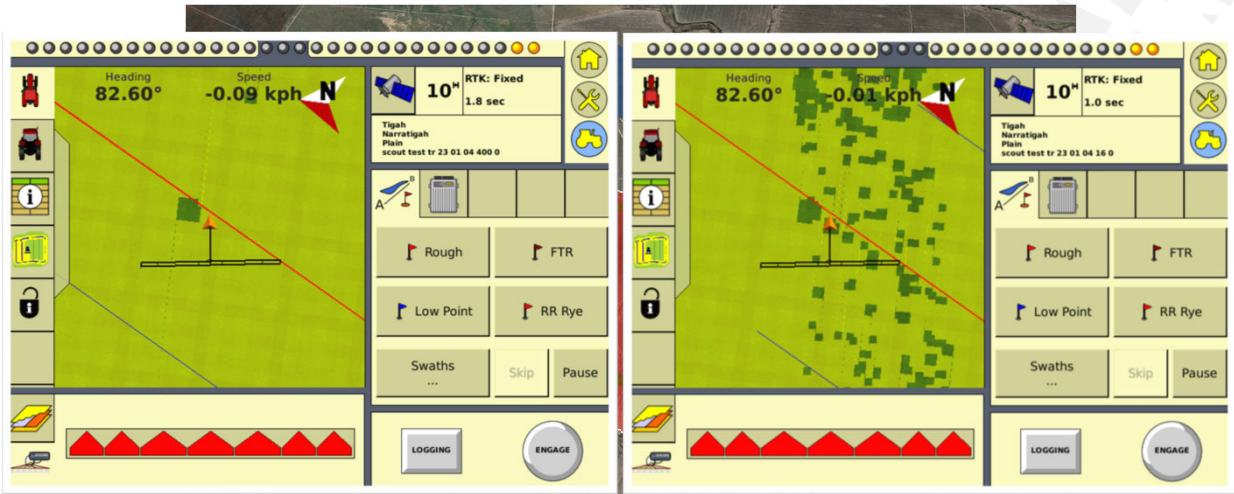 Heading
82.60°
Speed
-0.09 kph
N
10ᴴ
RTK: Fixed
1.8 sec
Tigah
Narratigah
Plain
scout test tr 23 01 04 400 0
A
B
i
Rough
FTR
Low Point
RR Rye
Swaths
...
Skip
Pause
LOGGING
ENGAGE
Heading
82.60°
Speed
-0.01 kph
N
10ᴴ
RTK: Fixed
1.0 sec
Tigah
Narratigah
Plain
scout test tr 23 01 04 16 0
A
B
i
Rough
FTR
Low Point
RR Rye
Swaths
...
Skip
Pause
LOGGING
ENGAGE